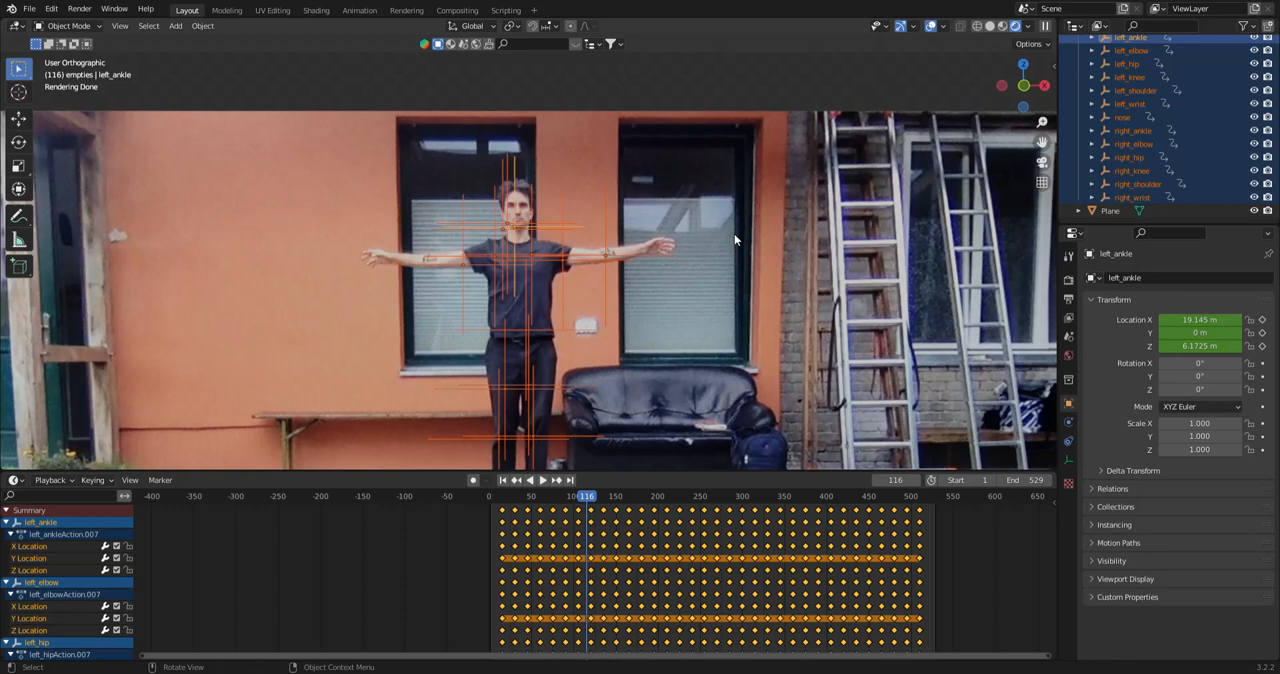 File Edit Render Window Help Layout Modeling UV Editing Sculpting Texture Paint Shading Animation Rendering Compositing Scripting + Scene ViewLayer
Object Mode View Select Add Object Global
Options
User Orthographic
(116) empties | left_ankle
Rendering Done
Z
X
left_ankle
left_elbow
left_hip
left_knee
left_shoulder
left_wrist
nose
right_ankle
right_elbow
right_hip
right_knee
right_shoulder
right_wrist
Plane
left_ankle
left_ankle
Transform
Location X 19.145 m
Y 0 m
Z 6.1725 m
Rotation X 0°
Y 0°
Z 0°
Mode XYZ Euler
Scale X 1.000
Y 1.000
Z 1.000
Delta Transform
Relations
Collections
Instancing
Motion Paths
Visibility
Viewport Display
Custom Properties
Playback Keying View Marker 116 Start 1 End 529
-400 -350 -300 -250 -200 -150 -100 -50 0 50 10 116 150 200 250 300 350 400 450 500 550 600 650
Summary
left_ankle
left_ankleAction.007
X Location
Y Location
Z Location
left_elbow
left_elbowAction.007
X Location
Y Location
Z Location
left_hip
left_hipAction.007
Select Rotate View Object Context Menu 3.2.2